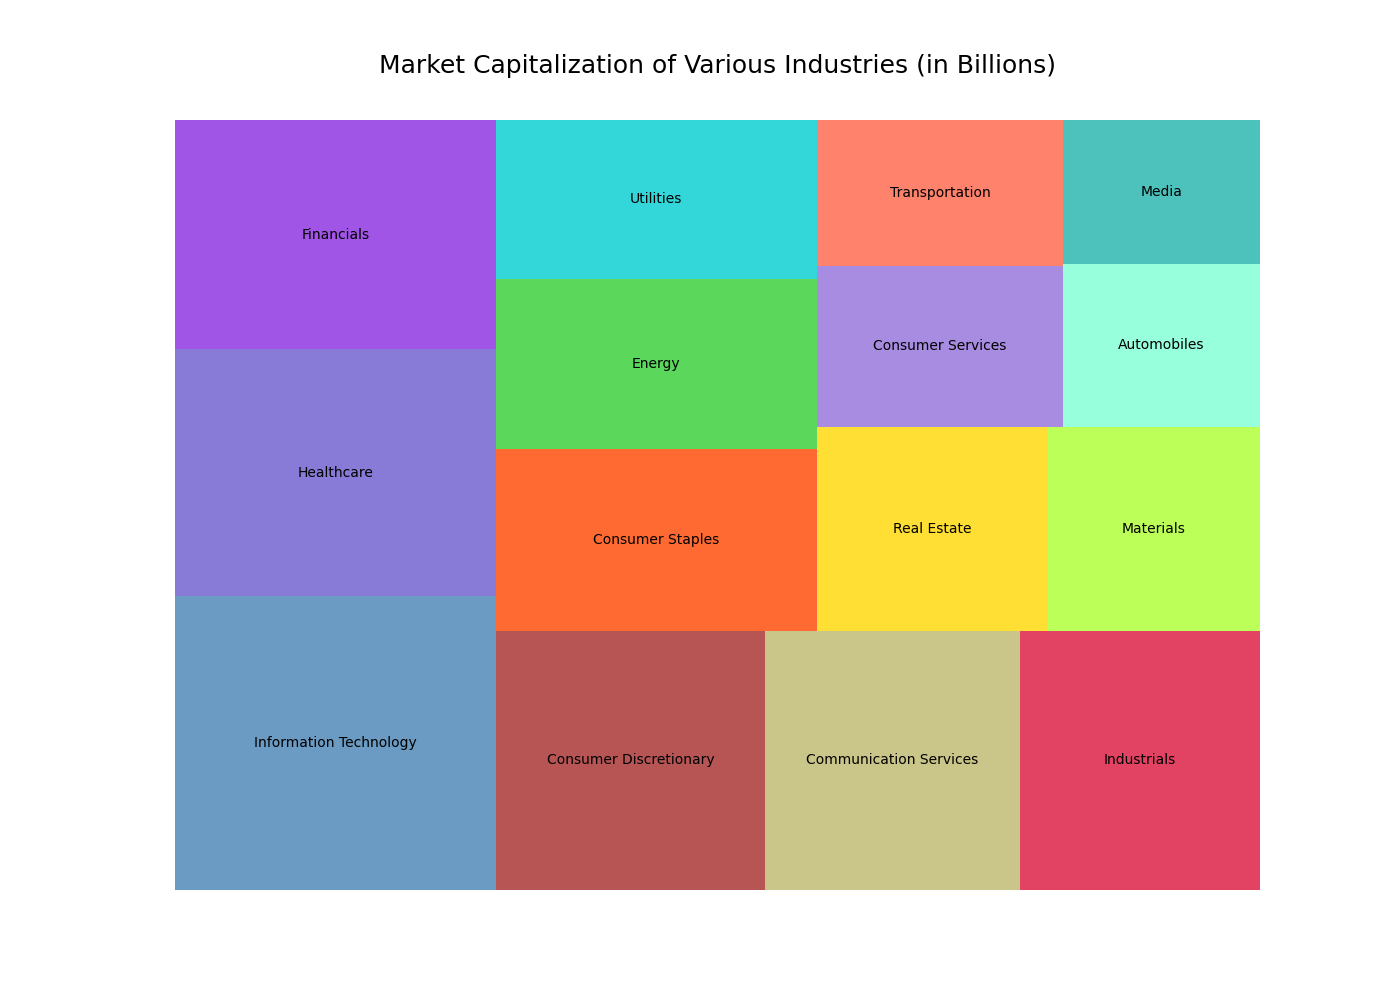 Market Capitalization of Various Industries (in Billions)
Financials
Utilities
Transportation
Media
Consumer Services
Automobiles
Energy
Healthcare
Consumer Staples
Real Estate
Materials
Information Technology
Consumer Discretionary
Communication Services
Industrials